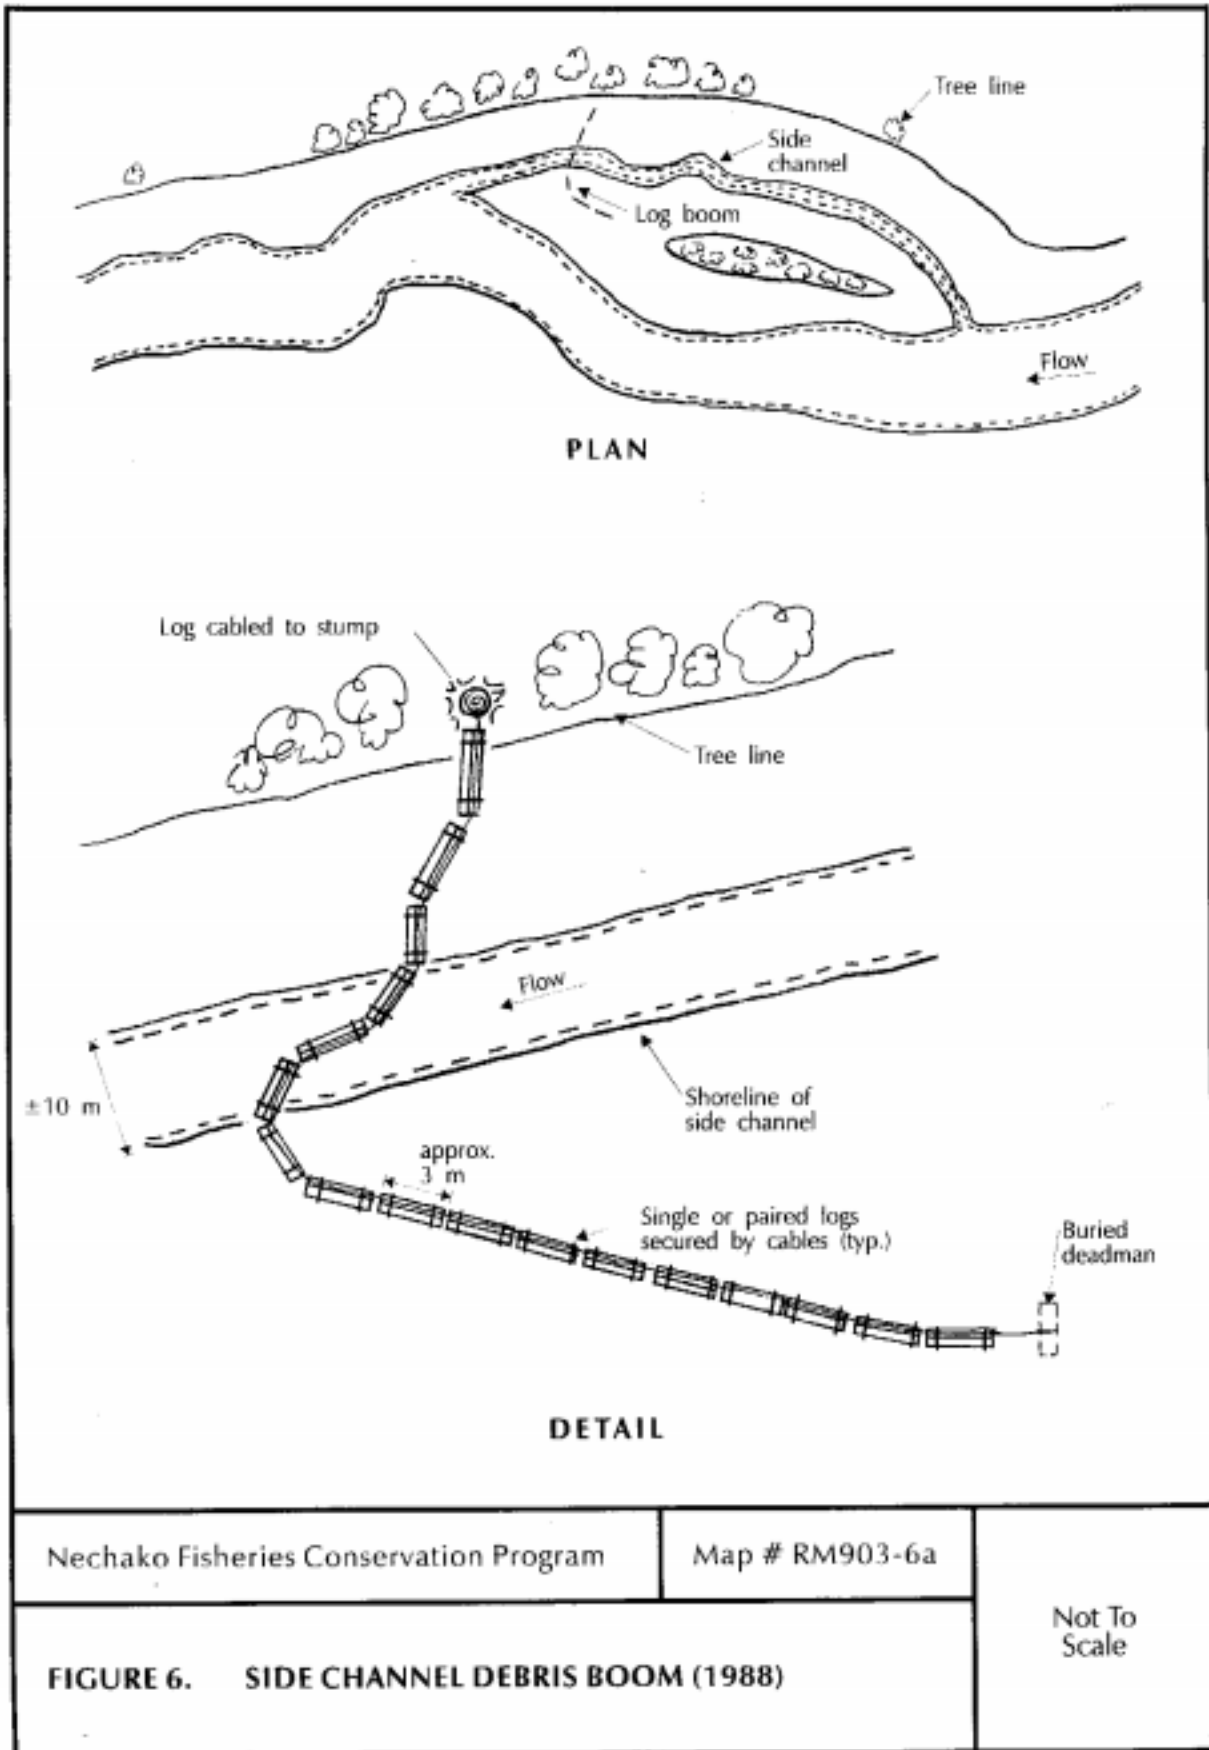 Tree line
Side
channel
Log boom
Flow
PLAN
Log cabled to stump
Tree line
Flow
±10 m
Shoreline of
side channel
approx.
3 m
Single or paired logs
secured by cables (typ.)
Buried
deadman
DETAIL
Nechako Fisheries Conservation Program
Map # RM903-6a
Not To
Scale
FIGURE 6. SIDE CHANNEL DEBRIS BOOM (1988)